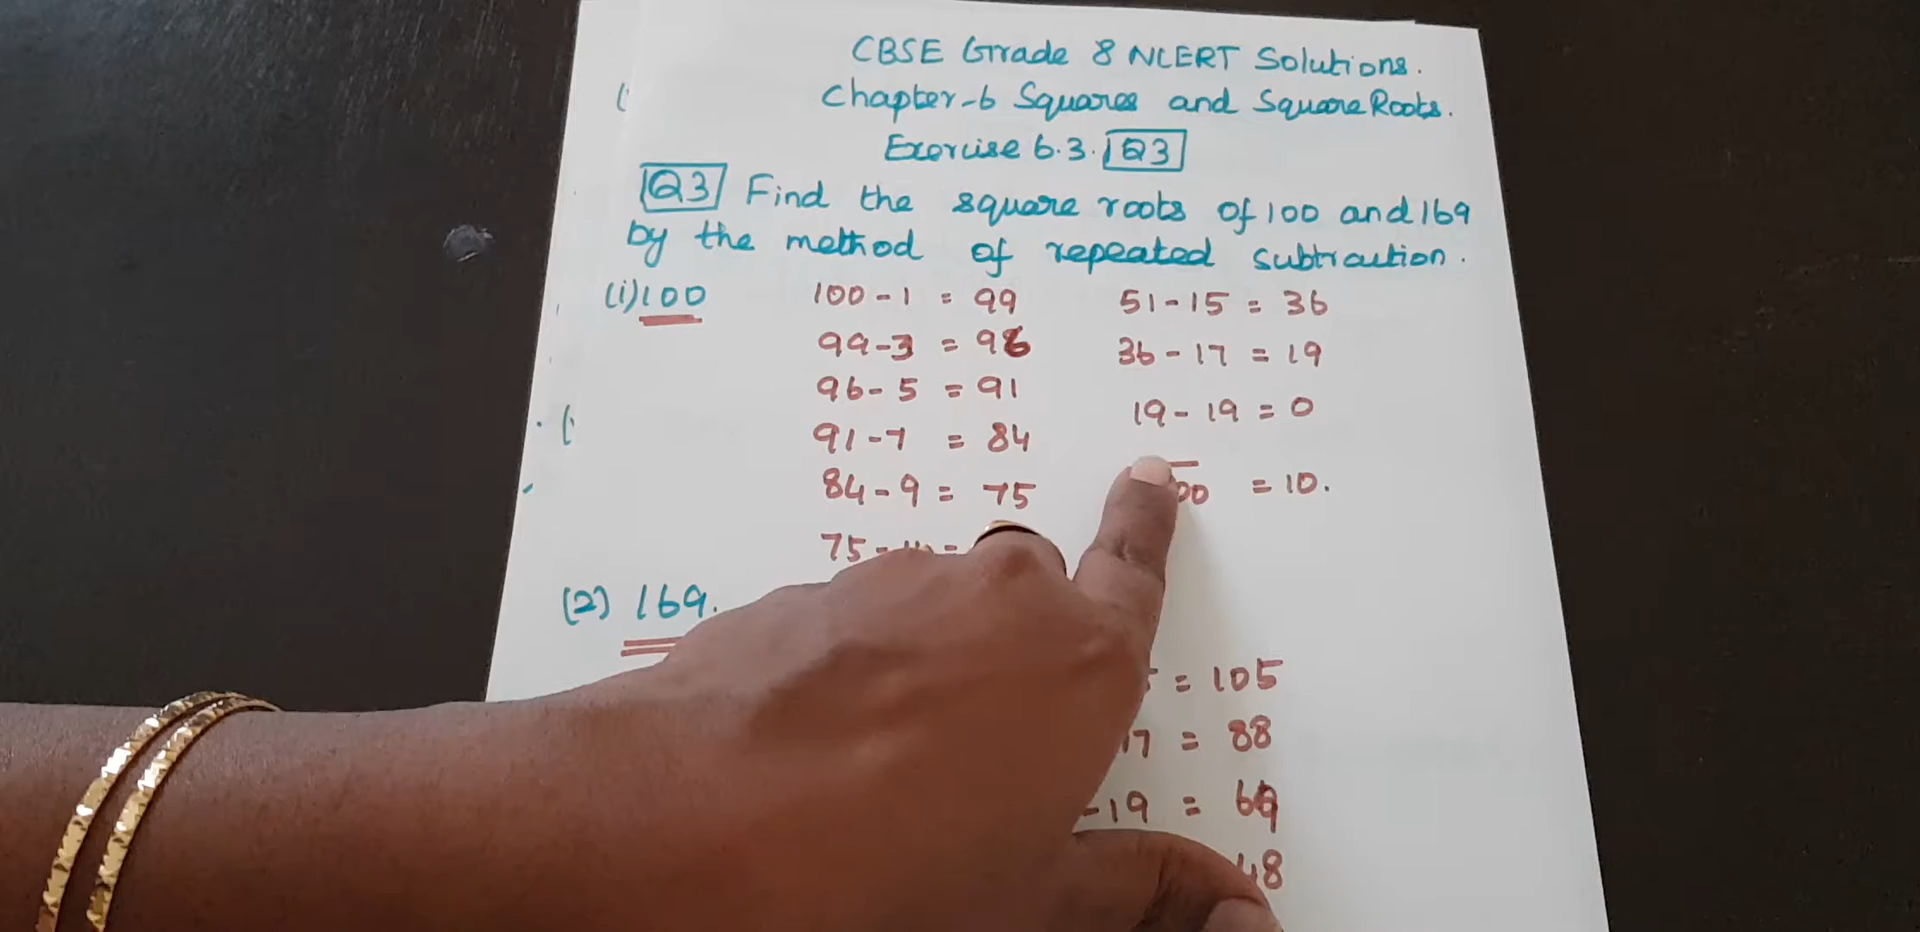 CBSE Grade 8 NCERT Solutions.
Chapter-6 Squares and Square Roots.
Exercise 6.3. Q3
Q3 Find the square roots of 100 and 169
by the method of repeated subtraction.
(i) 100
100 - 1 = 99
99 - 3 = 96
96 - 5 = 91
91 - 7 = 84
84 - 9 = 75
75 -
51 - 15 = 36
36 - 17 = 19
19 - 19 = 0
= 10.
(2) 169.
= 105
17 = 88
- 19 = 69
48